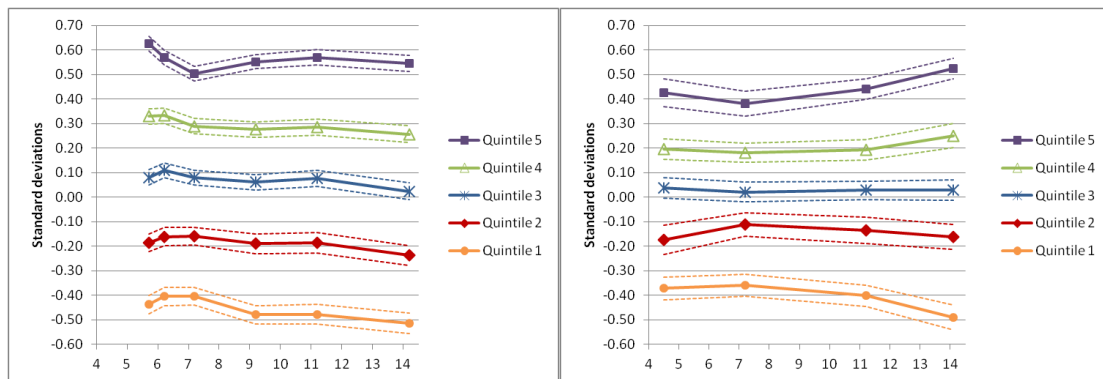 0.70
0.60
0.50
0.40
0.30
0.20
0.10
0.00
-0.10
-0.20
-0.30
-0.40
-0.50
-0.60
Standard deviations
4 5 6 7 8 9 10 11 12 13 14
Quintile 5
Quintile 4
Quintile 3
Quintile 2
Quintile 1
0.70
0.60
0.50
0.40
0.30
0.20
0.10
0.00
-0.10
-0.20
-0.30
-0.40
-0.50
-0.60
Standard deviations
4 5 6 7 8 9 10 11 12 13 14
Quintile 5
Quintile 4
Quintile 3
Quintile 2
Quintile 1